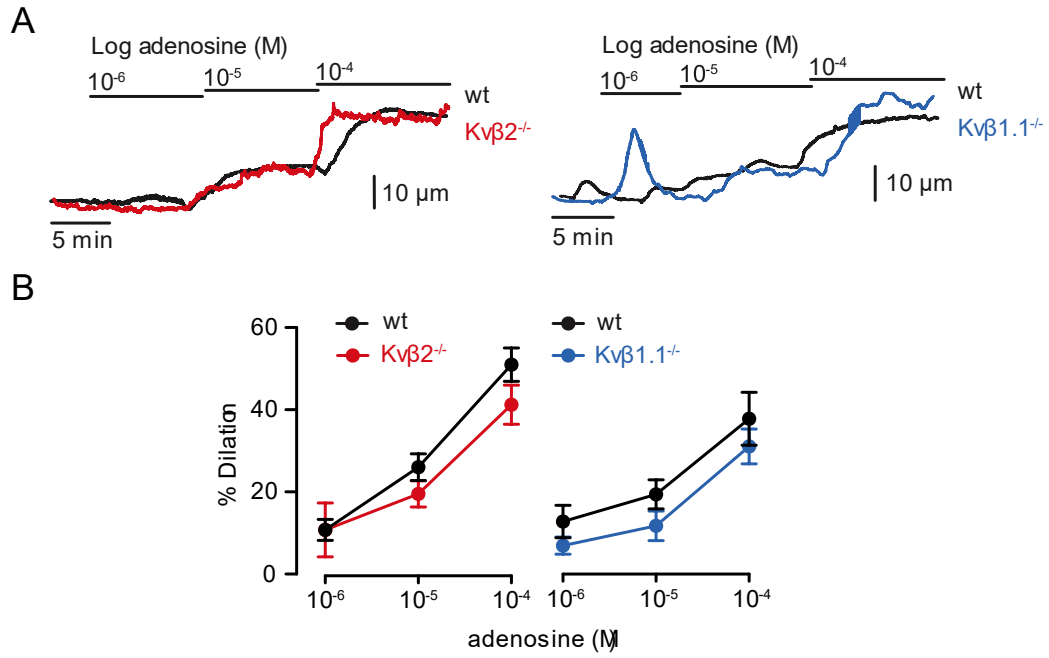 A
Log adenosine (M)
10⁻⁶ 10⁻⁵ 10⁻⁴
wt
Kvβ2⁻/⁻
10 µm
5 min
Log adenosine (M)
10⁻⁶ 10⁻⁵ 10⁻⁴
wt
Kvβ1.1⁻/⁻
10 µm
5 min
B
wt
Kvβ2⁻/⁻
wt
Kvβ1.1⁻/⁻
% Dilation
60
40
20
0
10⁻⁶ 10⁻⁵ 10⁻⁴ 10⁻⁶ 10⁻⁵ 10⁻⁴
adenosine (M)